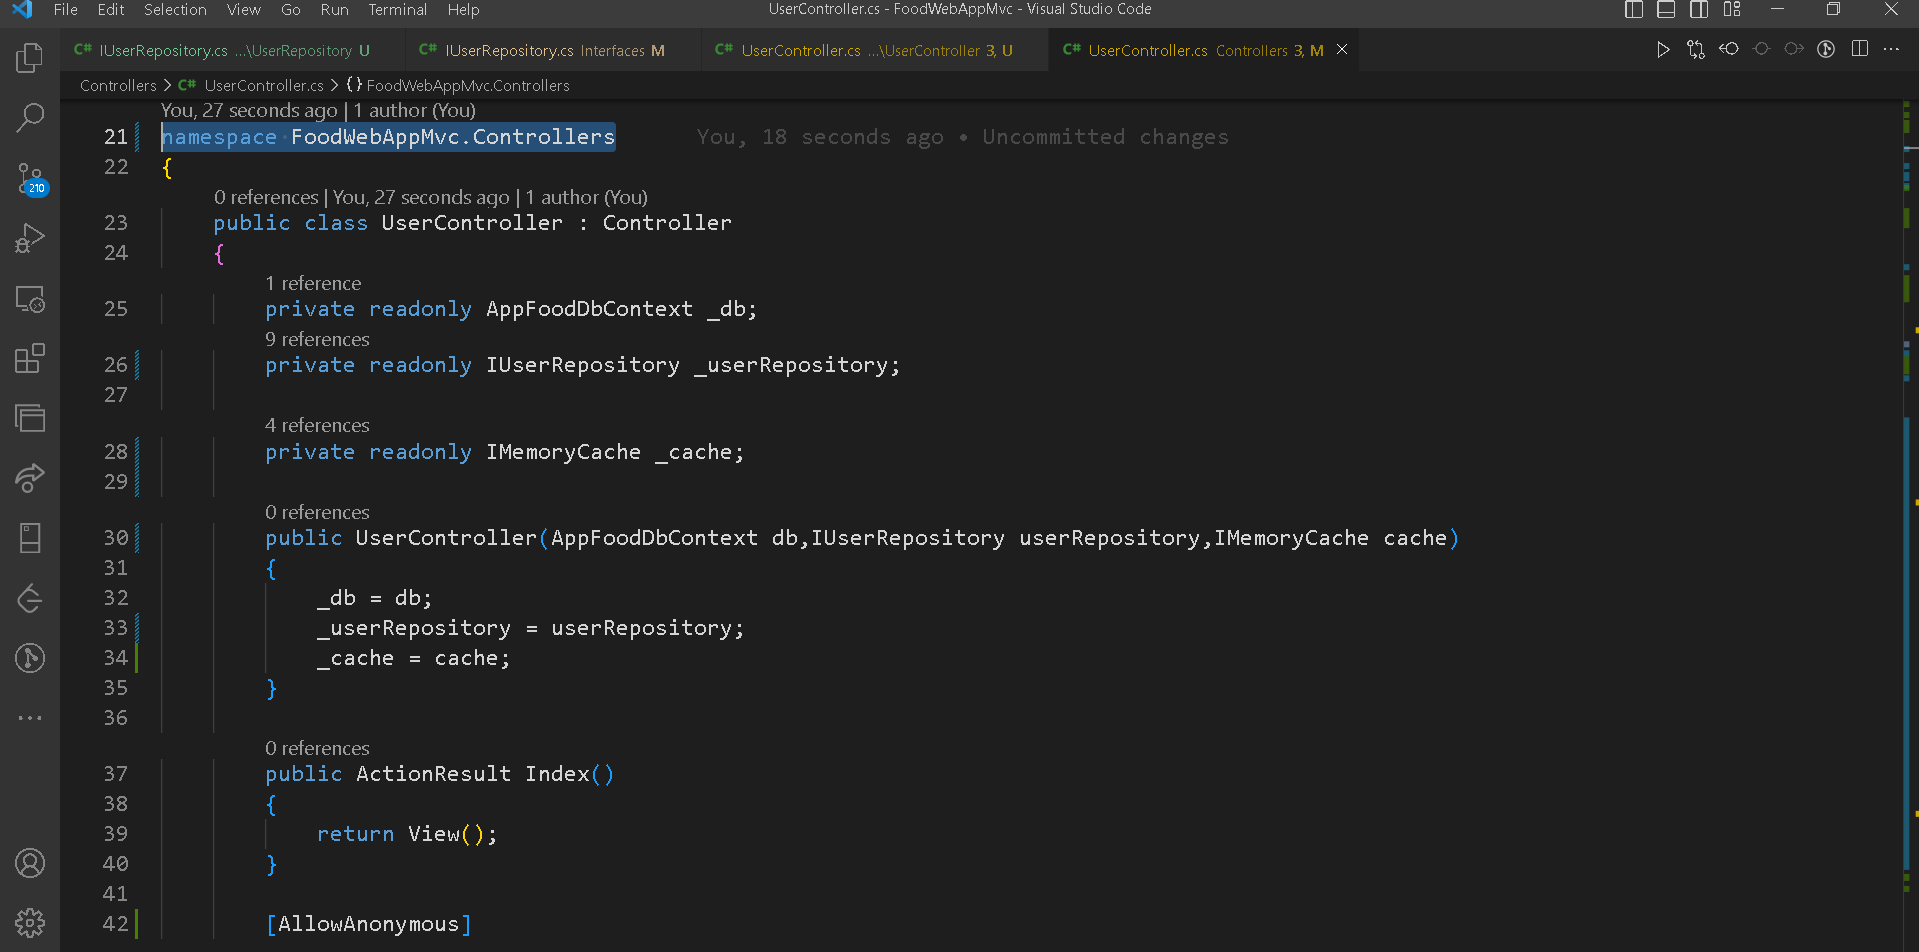 File Edit Selection View Go Run Terminal Help UserController.cs - FoodWebAppMvc - Visual Studio Code
C# IUserRepository.cs ...\UserRepository U C# IUserRepository.cs Interfaces M C# UserController.cs ...\UserController 3, U C# UserController.cs Controllers 3, M
Controllers > C# UserController.cs > {} FoodWebAppMvc.Controllers
You, 27 seconds ago | 1 author (You)
21 namespace FoodWebAppMvc.Controllers You, 18 seconds ago • Uncommitted changes
22 {
0 references | You, 27 seconds ago | 1 author (You)
23 public class UserController : Controller
24 {
1 reference
25 private readonly AppFoodDbContext _db;
9 references
26 private readonly IUserRepository _userRepository;
27
4 references
28 private readonly IMemoryCache _cache;
29
0 references
30 public UserController(AppFoodDbContext db,IUserRepository userRepository,IMemoryCache cache)
31 {
32 _db = db;
33 _userRepository = userRepository;
34 _cache = cache;
35 }
36
0 references
37 public ActionResult Index()
38 {
39 return View();
40 }
41
42 [AllowAnonymous]
210